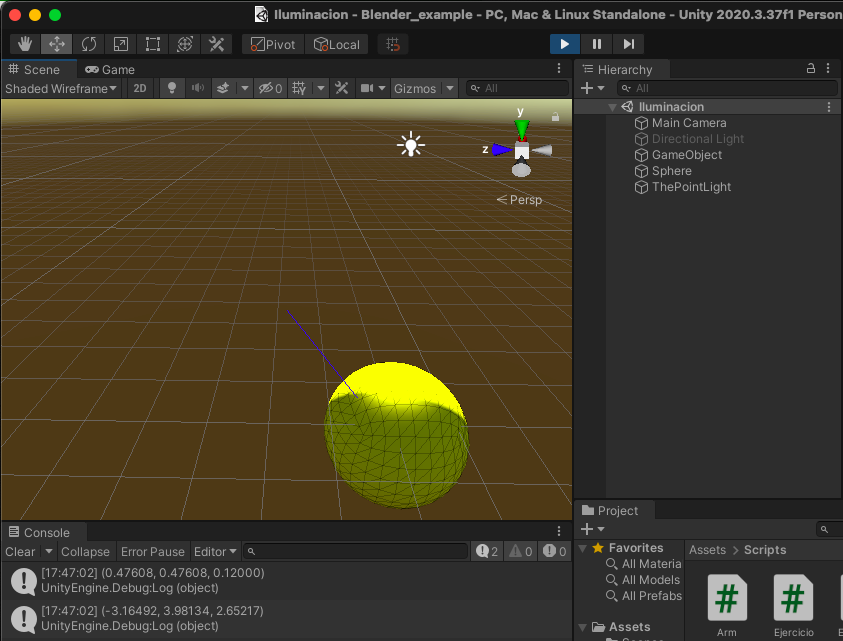 Iluminacion - Blender_example - PC, Mac & Linux Standalone - Unity 2020.3.37f1 Person
Pivot Local
Scene Game
Shaded Wireframe 2D 0 Gizmos All
y
z
Persp
Hierarchy
All
Iluminacion
Main Camera
Directional Light
GameObject
Sphere
ThePointLight
Console
Clear Collapse Error Pause Editor 2 0 0
[17:47:02] (0.47608, 0.47608, 0.12000)
UnityEngine.Debug:Log (object)
[17:47:02] (-3.16492, 3.98134, 2.65217)
UnityEngine.Debug:Log (object)
Project
Favorites
All Materia
All Models
All Prefabs
Assets
Assets > Scripts
# #
Arm Ejercicio